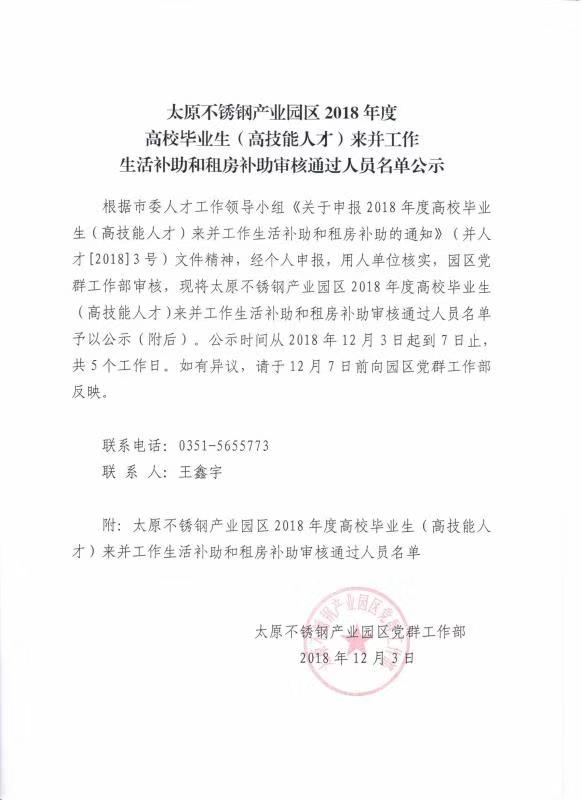 太原不锈钢产业园区 2018 年度
高校毕业生（高技能人才）来并工作
生活补助和租房补助审核通过人员名单公示
根据市委人才工作领导小组《关于申报 2018 年度高校毕业
生（高技能人才）来并工作生活补助和租房补助的通知》（并人
才[2018]3 号）文件精神，经个人申报，用人单位核实，园区党
群工作部审核，现将太原不锈钢产业园区 2018 年度高校毕业生
（高技能人才）来并工作生活补助和租房补助审核通过人员名单
予以公示（附后）。公示时间从 2018 年 12 月 3 日起到 7 日止，
共 5 个工作日。如有异议，请于 12 月 7 日前向园区党群工作部
反映。
联系电话：0351-5655773
联 系 人：王鑫宇
附：太原不锈钢产业园区 2018 年度高校毕业生（高技能人
才）来并工作生活补助和租房补助审核通过人员名单
太原不锈钢产业园区党群工作部
2018 年 12 月 3 日
太原不锈钢产业园区党群工作部